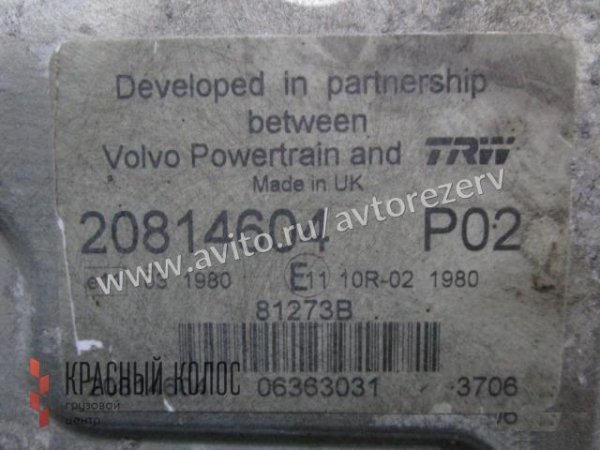 Developed in partnership
between
Volvo Powertrain and TRW
Made in UK
20814604 P02
www.avito.ru/avtorezerv
03 1980 E11 10R-02 1980
81273B
КРАСНЫЙ КОЛОС
06363031 3706
грузовой
центр